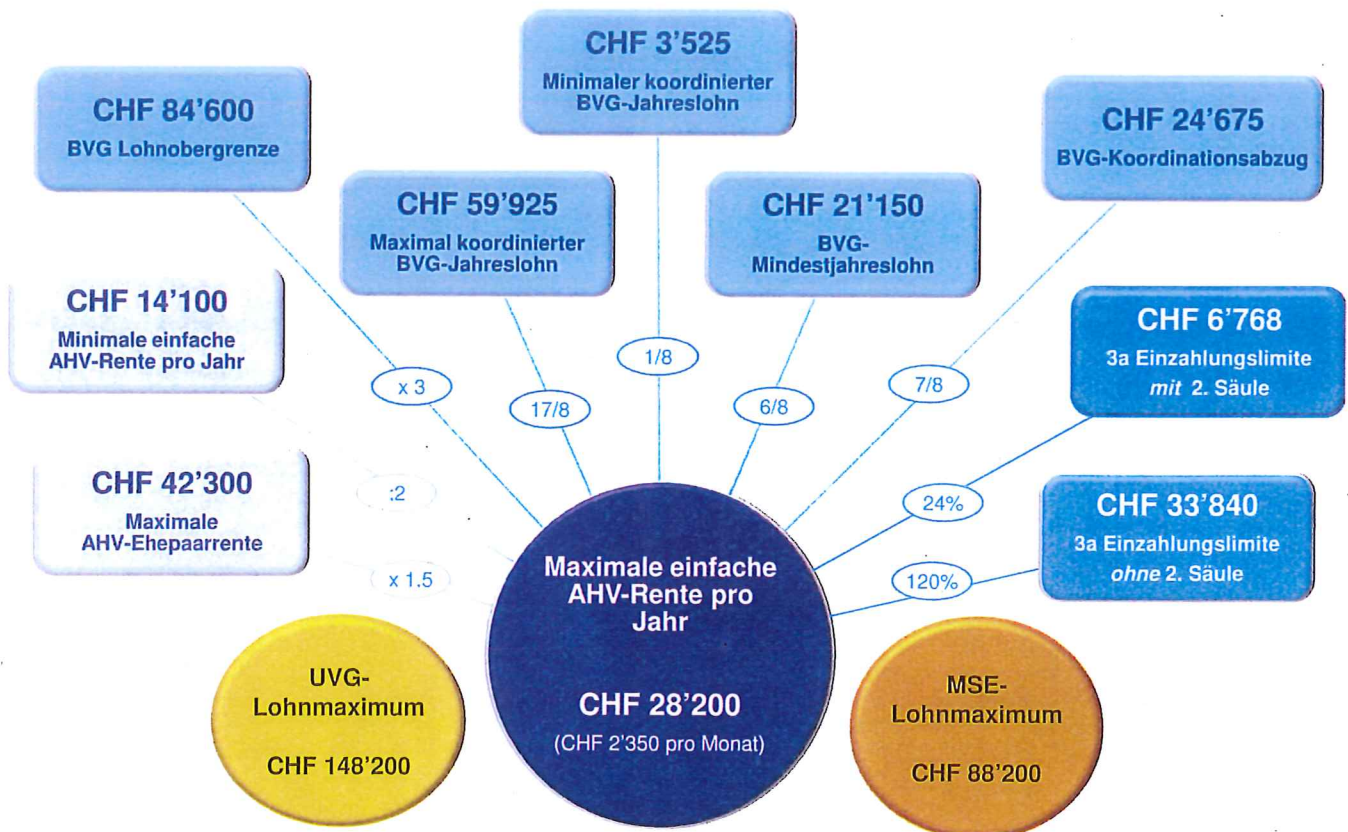 CHF 3'525
Minimaler koordinierter
BVG-Jahreslohn
CHF 84'600
BVG Lohnobergrenze
CHF 24'675
BVG-Koordinationsabzug
CHF 59'925
Maximal koordinierter
BVG-Jahreslohn
CHF 21'150
BVG-
Mindestjahreslohn
CHF 14'100
Minimale einfache
AHV-Rente pro Jahr
CHF 6'768
3a Einzahlungslimite
mit 2. Säule
x 3
17/8
1/8
6/8
7/8
CHF 42'300
Maximale
AHV-Ehepaarrente
:2
x 1.5
24%
120%
CHF 33'840
3a Einzahlungslimite
ohne 2. Säule
Maximale einfache
AHV-Rente pro
Jahr
CHF 28'200
(CHF 2'350 pro Monat)
UVG-
Lohnmaximum
CHF 148'200
MSE-
Lohnmaximum
CHF 88'200